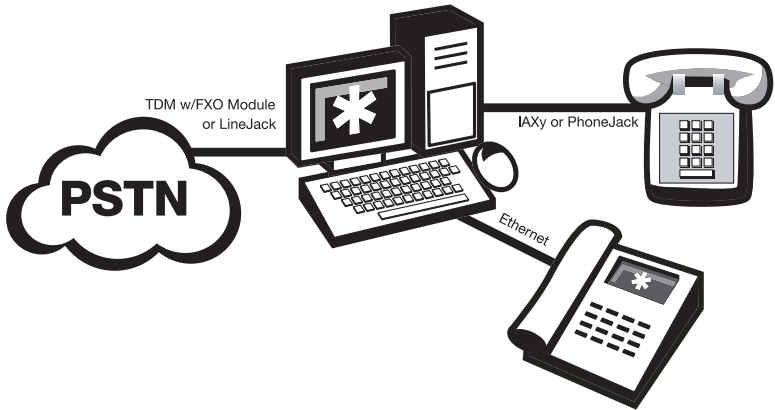 TDM w/FXO Module
or LineJack
PSTN
IAXy or PhoneJack
Ethernet